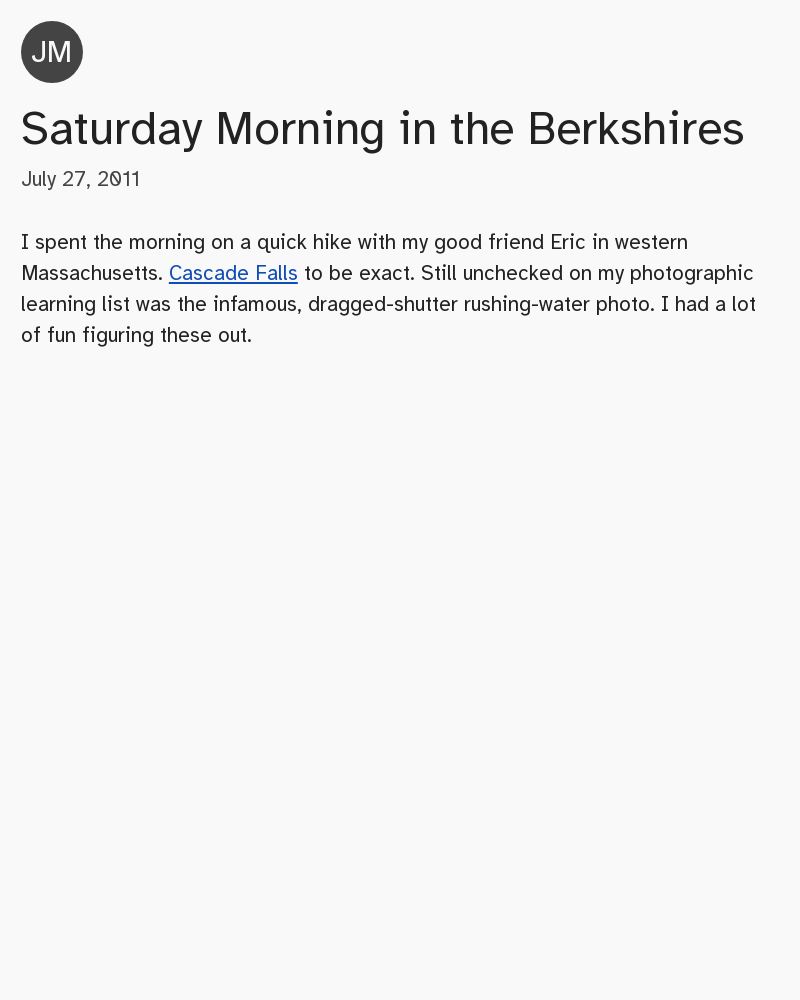 JM
Saturday Morning in the Berkshires
July 27, 2011
I spent the morning on a quick hike with my good friend Eric in western
Massachusetts. Cascade Falls to be exact. Still unchecked on my photographic
learning list was the infamous, dragged-shutter rushing-water photo. I had a lot
of fun figuring these out.